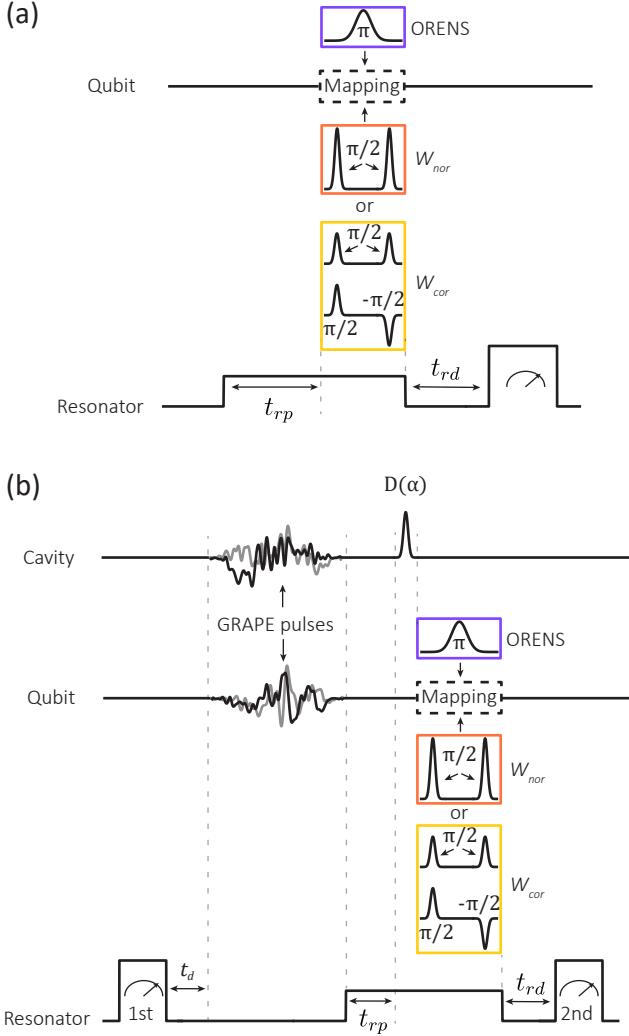 (a)
π
ORENS
Qubit
Mapping
π/2
W_nor
or
π/2
W_cor
-π/2
π/2
t_rp
t_rd
Resonator
(b)
D(α)
Cavity
GRAPE pulses
π
ORENS
Qubit
Mapping
π/2
W_nor
or
π/2
W_cor
-π/2
π/2
t_d
t_rp
t_rd
1st
2nd
Resonator